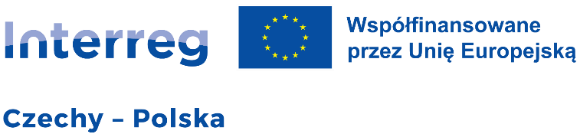 Interreg
Współfinansowane
przez Unię Europejską
Czechy – Polska